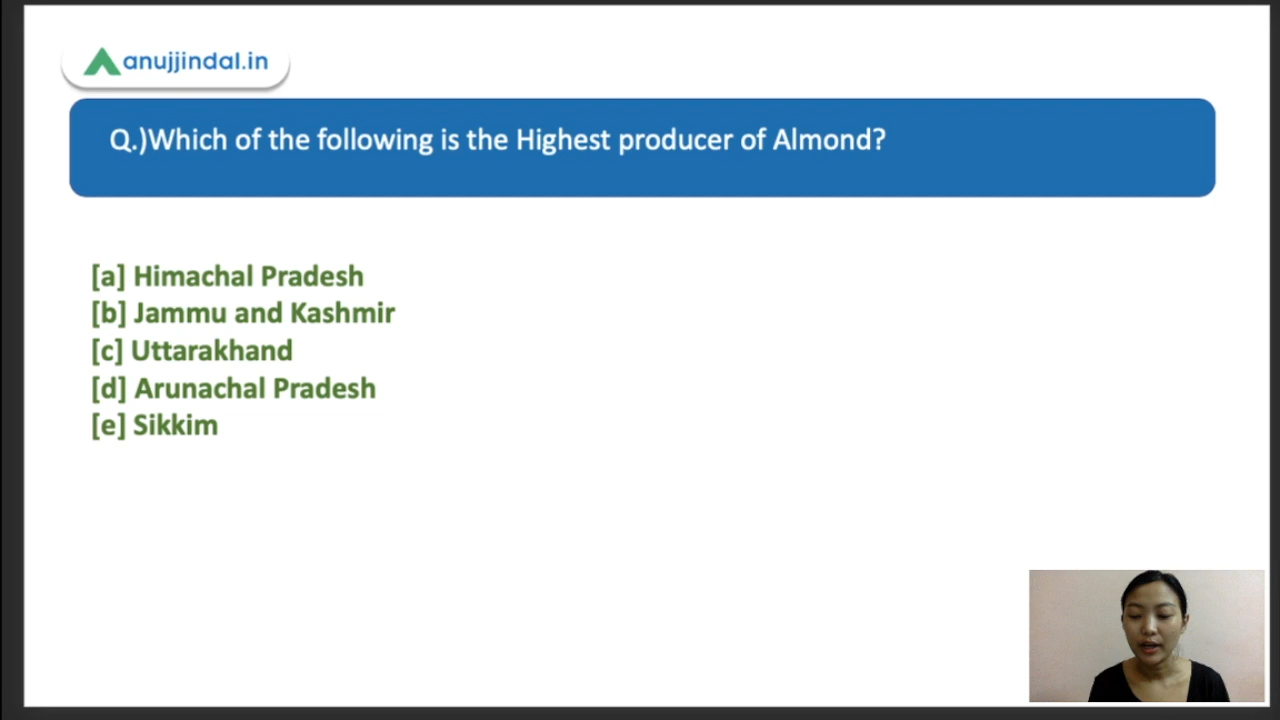 anujjindal.in
Q.)Which of the following is the Highest producer of Almond?
[a] Himachal Pradesh
[b] Jammu and Kashmir
[c] Uttarakhand
[d] Arunachal Pradesh
[e] Sikkim